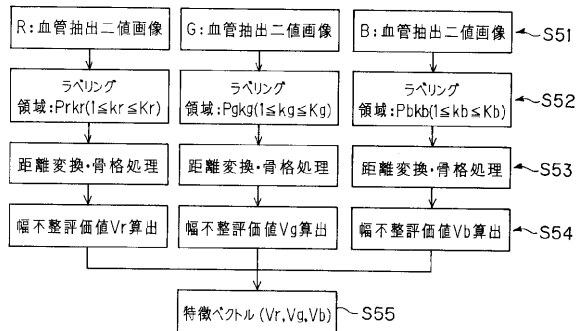 R:血管抽出二値画像
G:血管抽出二値画像
B:血管抽出二値画像
S51
ラベリング
領域:Prkr(1≦kr≦Kr)
ラベリング
領域:Pgkg(1≦kg≦Kg)
ラベリング
領域:Pbkb(1≦kb≦Kb)
S52
距離変換・骨格処理
距離変換・骨格処理
距離変換・骨格処理
S53
幅不整評価値Vr算出
幅不整評価値Vg算出
幅不整評価値Vb算出
S54
特徴ベクトル(Vr,Vg,Vb)
S55